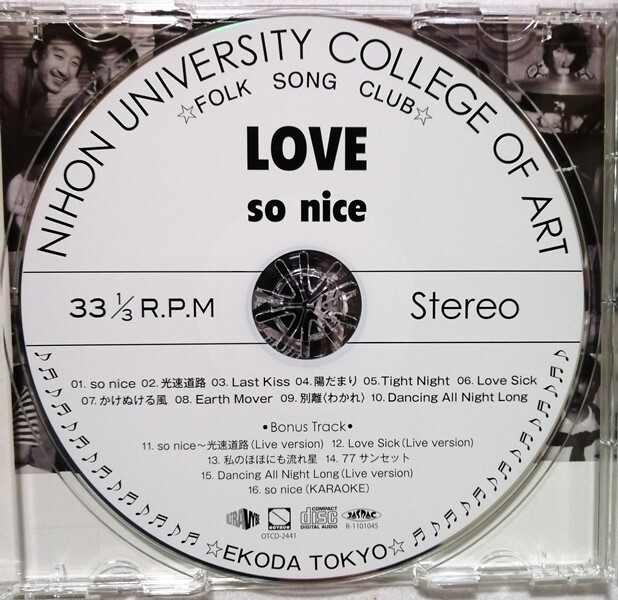 NIHON UNIVERSITY COLLEGE OF ART
☆FOLK SONG CLUB☆
LOVE
so nice
33 1/3 R.P.M
Stereo
01. so nice 02. 光速道路 03. Last Kiss 04. 陽だまり 05. Tight Night 06. Love Sick
07. かけぬける風 08. Earth Mover 09. 別離〈わかれ〉 10. Dancing All Night Long
•Bonus Track•
11. so nice～光速道路(Live version) 12. Love Sick(Live version)
13. 私のほほにも流れ星 14. 77 サンセット
15. Dancing All Night Long(Live version)
16. so nice(KARAOKE)
COMPACT
disc
DIGITAL AUDIO
JASRAC
OTCD-2441
R-1101045
☆EKODA TOKYO☆